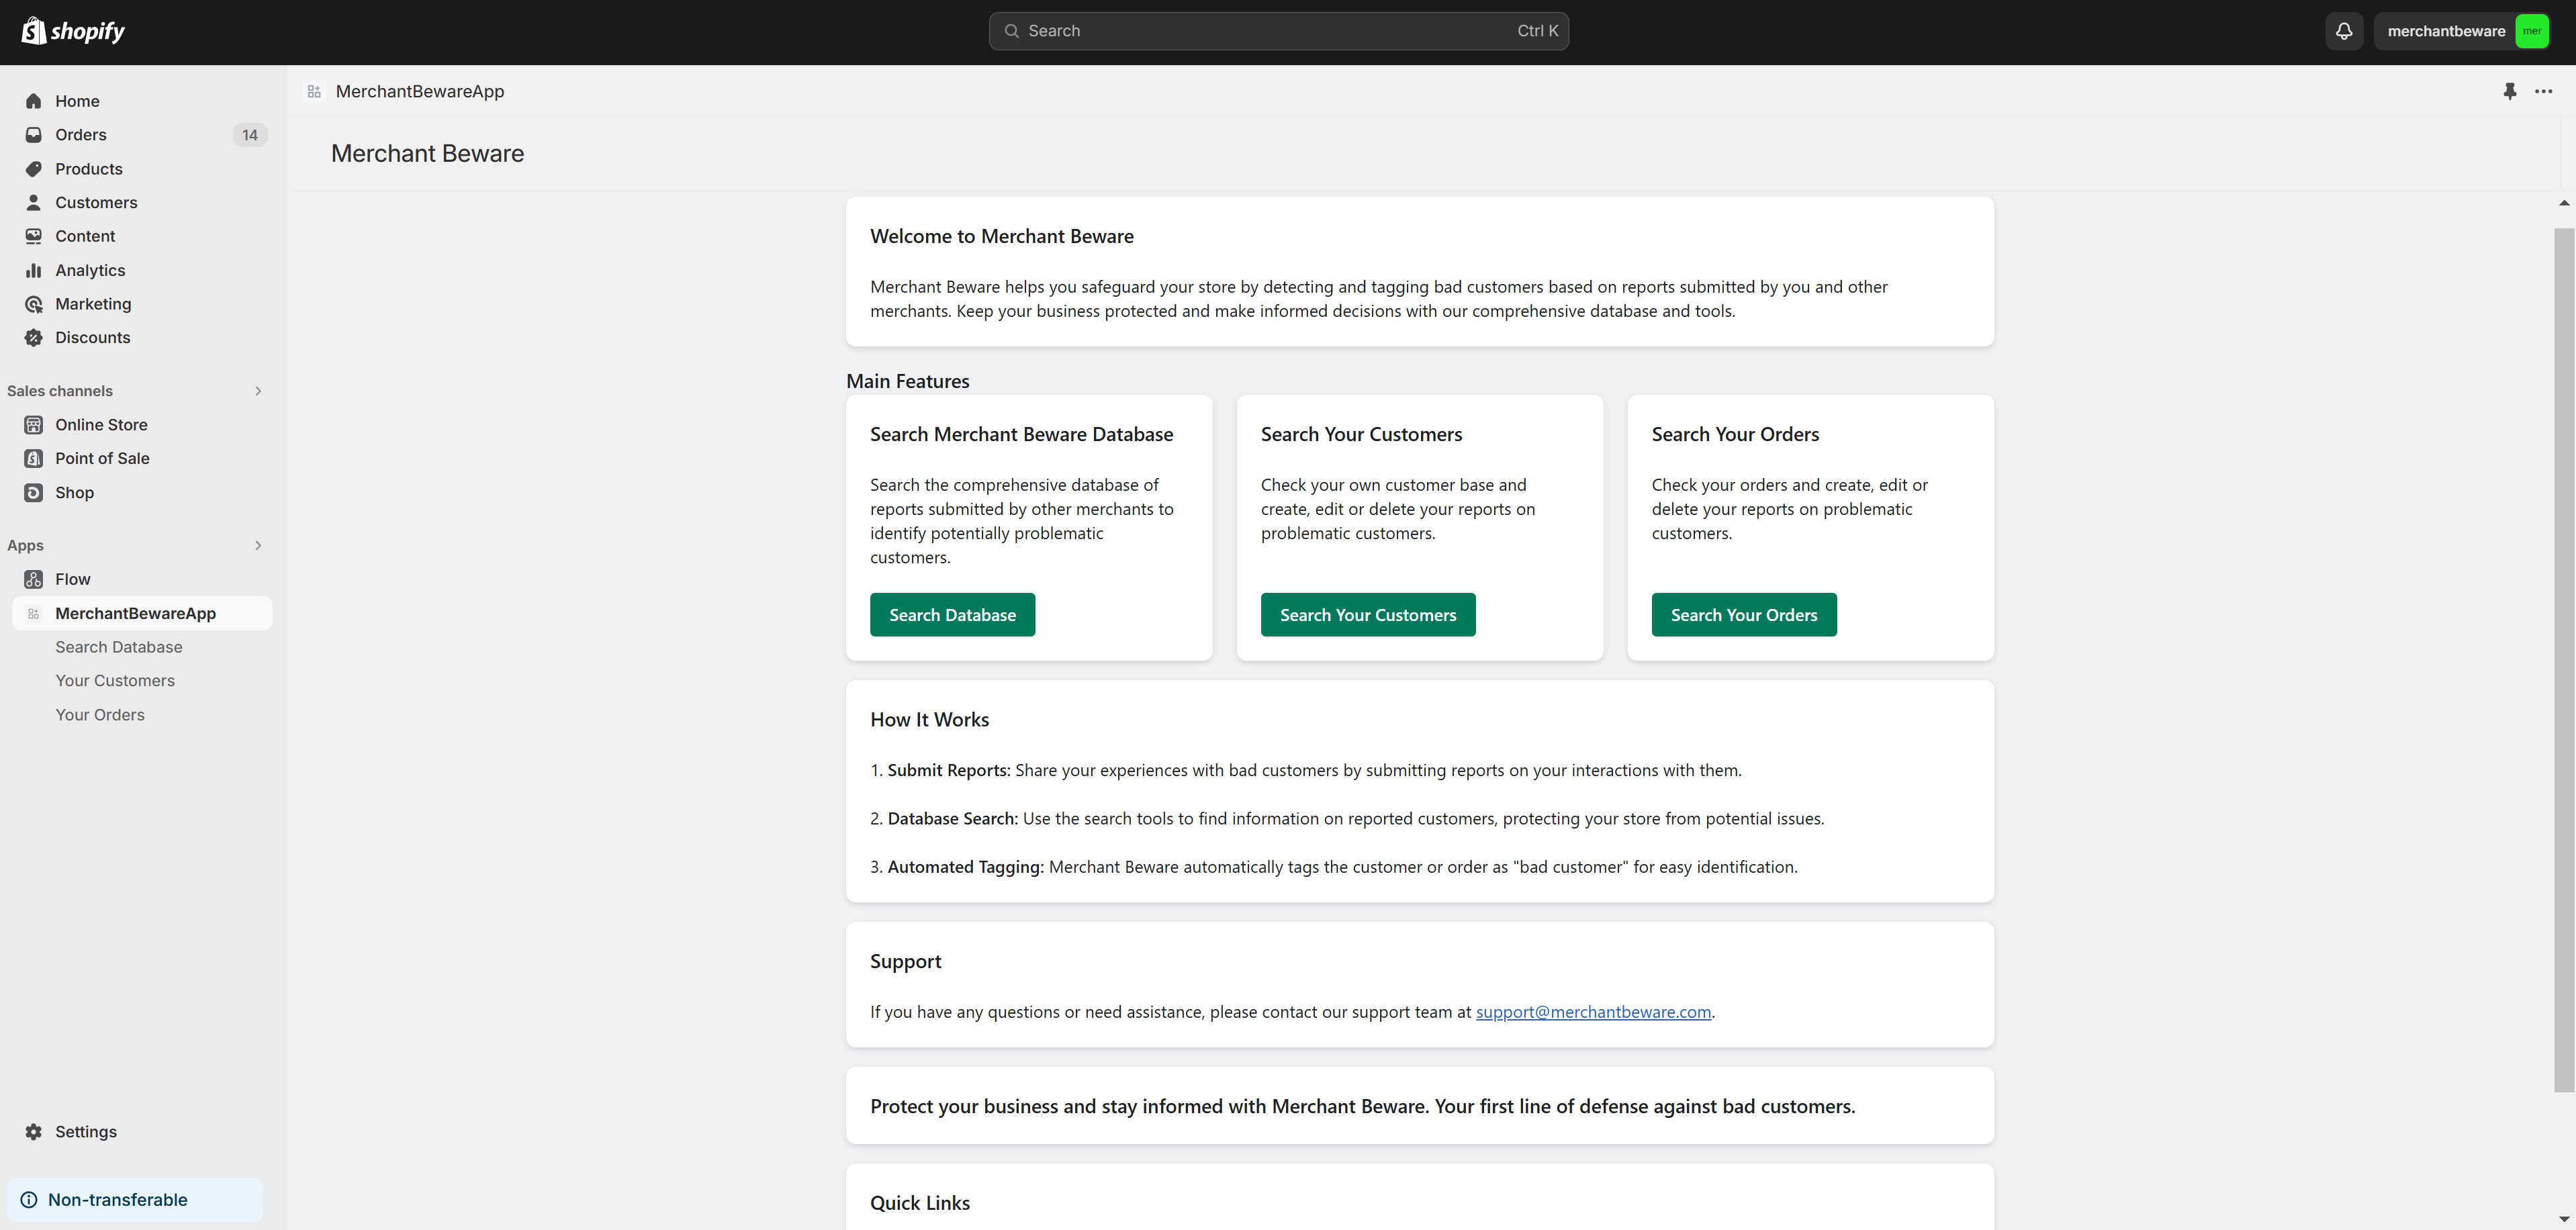 shopify
Search
Ctrl K
merchantbeware
mer
Home
Orders
14
Products
Customers
Content
Analytics
Marketing
Discounts
Sales channels
Online Store
Point of Sale
Shop
Apps
Flow
MerchantBewareApp
Search Database
Your Customers
Your Orders
Settings
Non-transferable
MerchantBewareApp
Merchant Beware
Welcome to Merchant Beware
Merchant Beware helps you safeguard your store by detecting and tagging bad customers based on reports submitted by you and other
merchants. Keep your business protected and make informed decisions with our comprehensive database and tools.
Main Features
Search Merchant Beware Database
Search the comprehensive database of
reports submitted by other merchants to
identify potentially problematic
customers.
Search Database
Search Your Customers
Check your own customer base and
create, edit or delete your reports on
problematic customers.
Search Your Customers
Search Your Orders
Check your orders and create, edit or
delete your reports on problematic
customers.
Search Your Orders
How It Works
1. Submit Reports: Share your experiences with bad customers by submitting reports on your interactions with them.
2. Database Search: Use the search tools to find information on reported customers, protecting your store from potential issues.
3. Automated Tagging: Merchant Beware automatically tags the customer or order as "bad customer" for easy identification.
Support
If you have any questions or need assistance, please contact our support team at support@merchantbeware.com.
Protect your business and stay informed with Merchant Beware. Your first line of defense against bad customers.
Quick Links